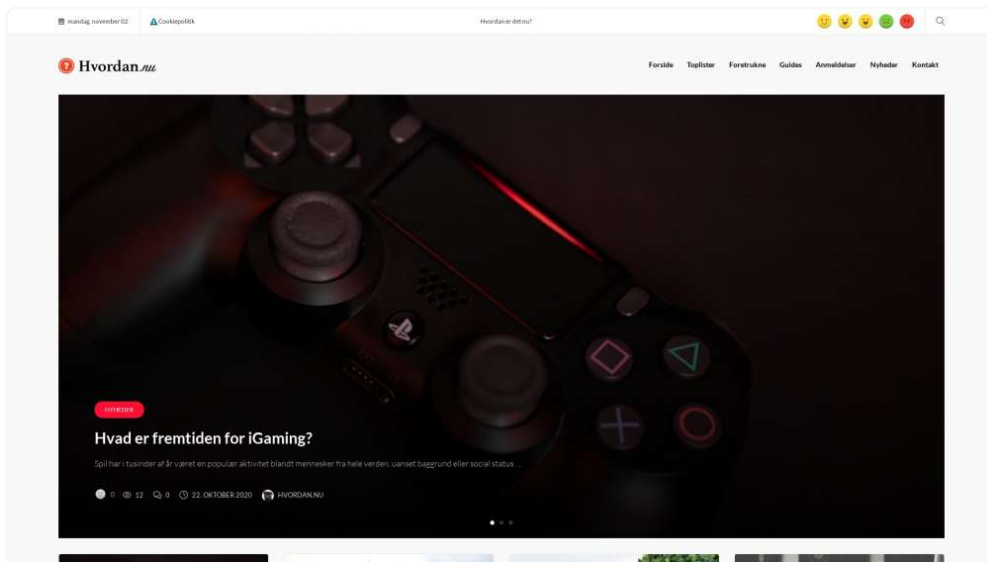 mandag, november 02
Cookiepolitik
Hvordan er det nu?
Hvordan.nu
Forside Toplister Foretrukne Guides Anmeldelser Nyheder Kontakt
NYHEDER
Hvad er fremtiden for iGaming?
Spil har i tusinder af år været en populær aktivitet blandt mennesker fra hele verden, uanset baggrund eller social status ...
0 12 0 22. OKTOBER 2020 HVORDAN.NU